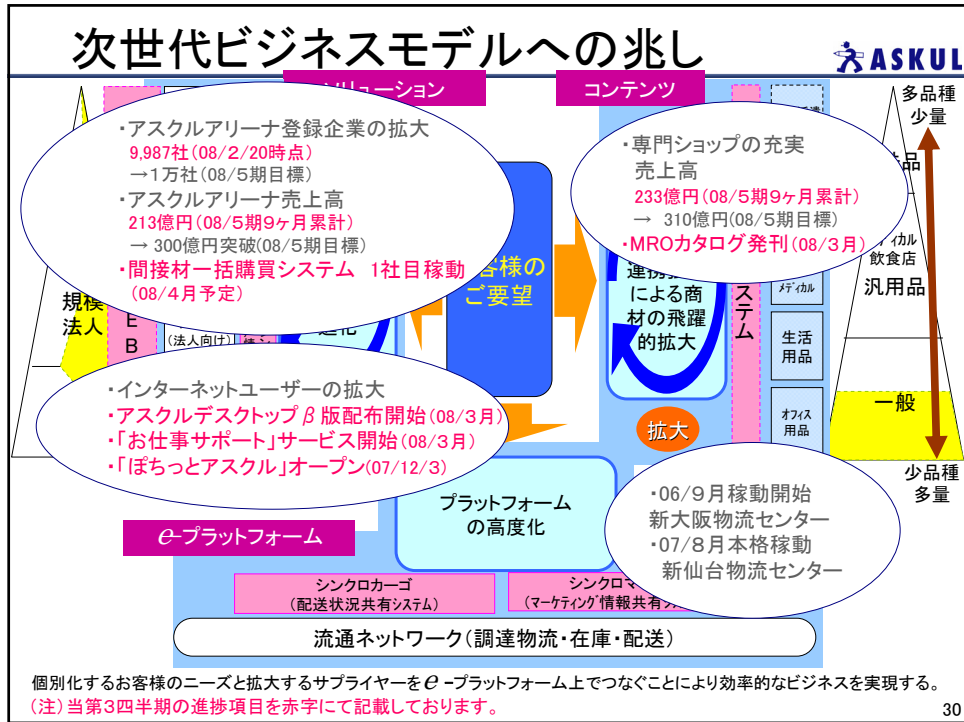 次世代ビジネスモデルへの兆し
ASKUL
コンテンツ
・アスクルアリーナ登録企業の拡大
9,987社(08/2/20時点)
→1万社(08/5期目標)
・アスクルアリーナ売上高
213億円(08/5期9ヶ月累計)
→ 300億円突破(08/5期目標)
・間接材一括購買システム 1社目稼動
(08/4月予定)
・専門ショップの充実
売上高
233億円(08/5期9ヶ月累計)
→ 310億円(08/5期目標)
・MROカタログ発刊(08/3月)
多品種
少量
飲食店
汎用品
メディカル
生活
用品
オフィス
用品
一般
少品種
多量
ステム
ご要望
による商
材の飛躍
的拡大
拡大
規模
法人
E
B
(法人向け)
・インターネットユーザーの拡大
・アスクルデスクトップβ版配布開始(08/3月)
・「お仕事サポート」サービス開始(08/3月)
・「ぽちっとアスクル」オープン(07/12/3)
プラットフォーム
の高度化
・06/9月稼動開始
新大阪物流センター
・07/8月本格稼動
新仙台物流センター
e-プラットフォーム
シンクロカーゴ
(配送状況共有システム)
シンクロマ
(マーケティング情報共有
流通ネットワーク(調達物流・在庫・配送)
個別化するお客様のニーズと拡大するサプライヤーをe-プラットフォーム上でつなぐことにより効率的なビジネスを実現する。
(注)当第3四半期の進捗項目を赤字にて記載しております。
30